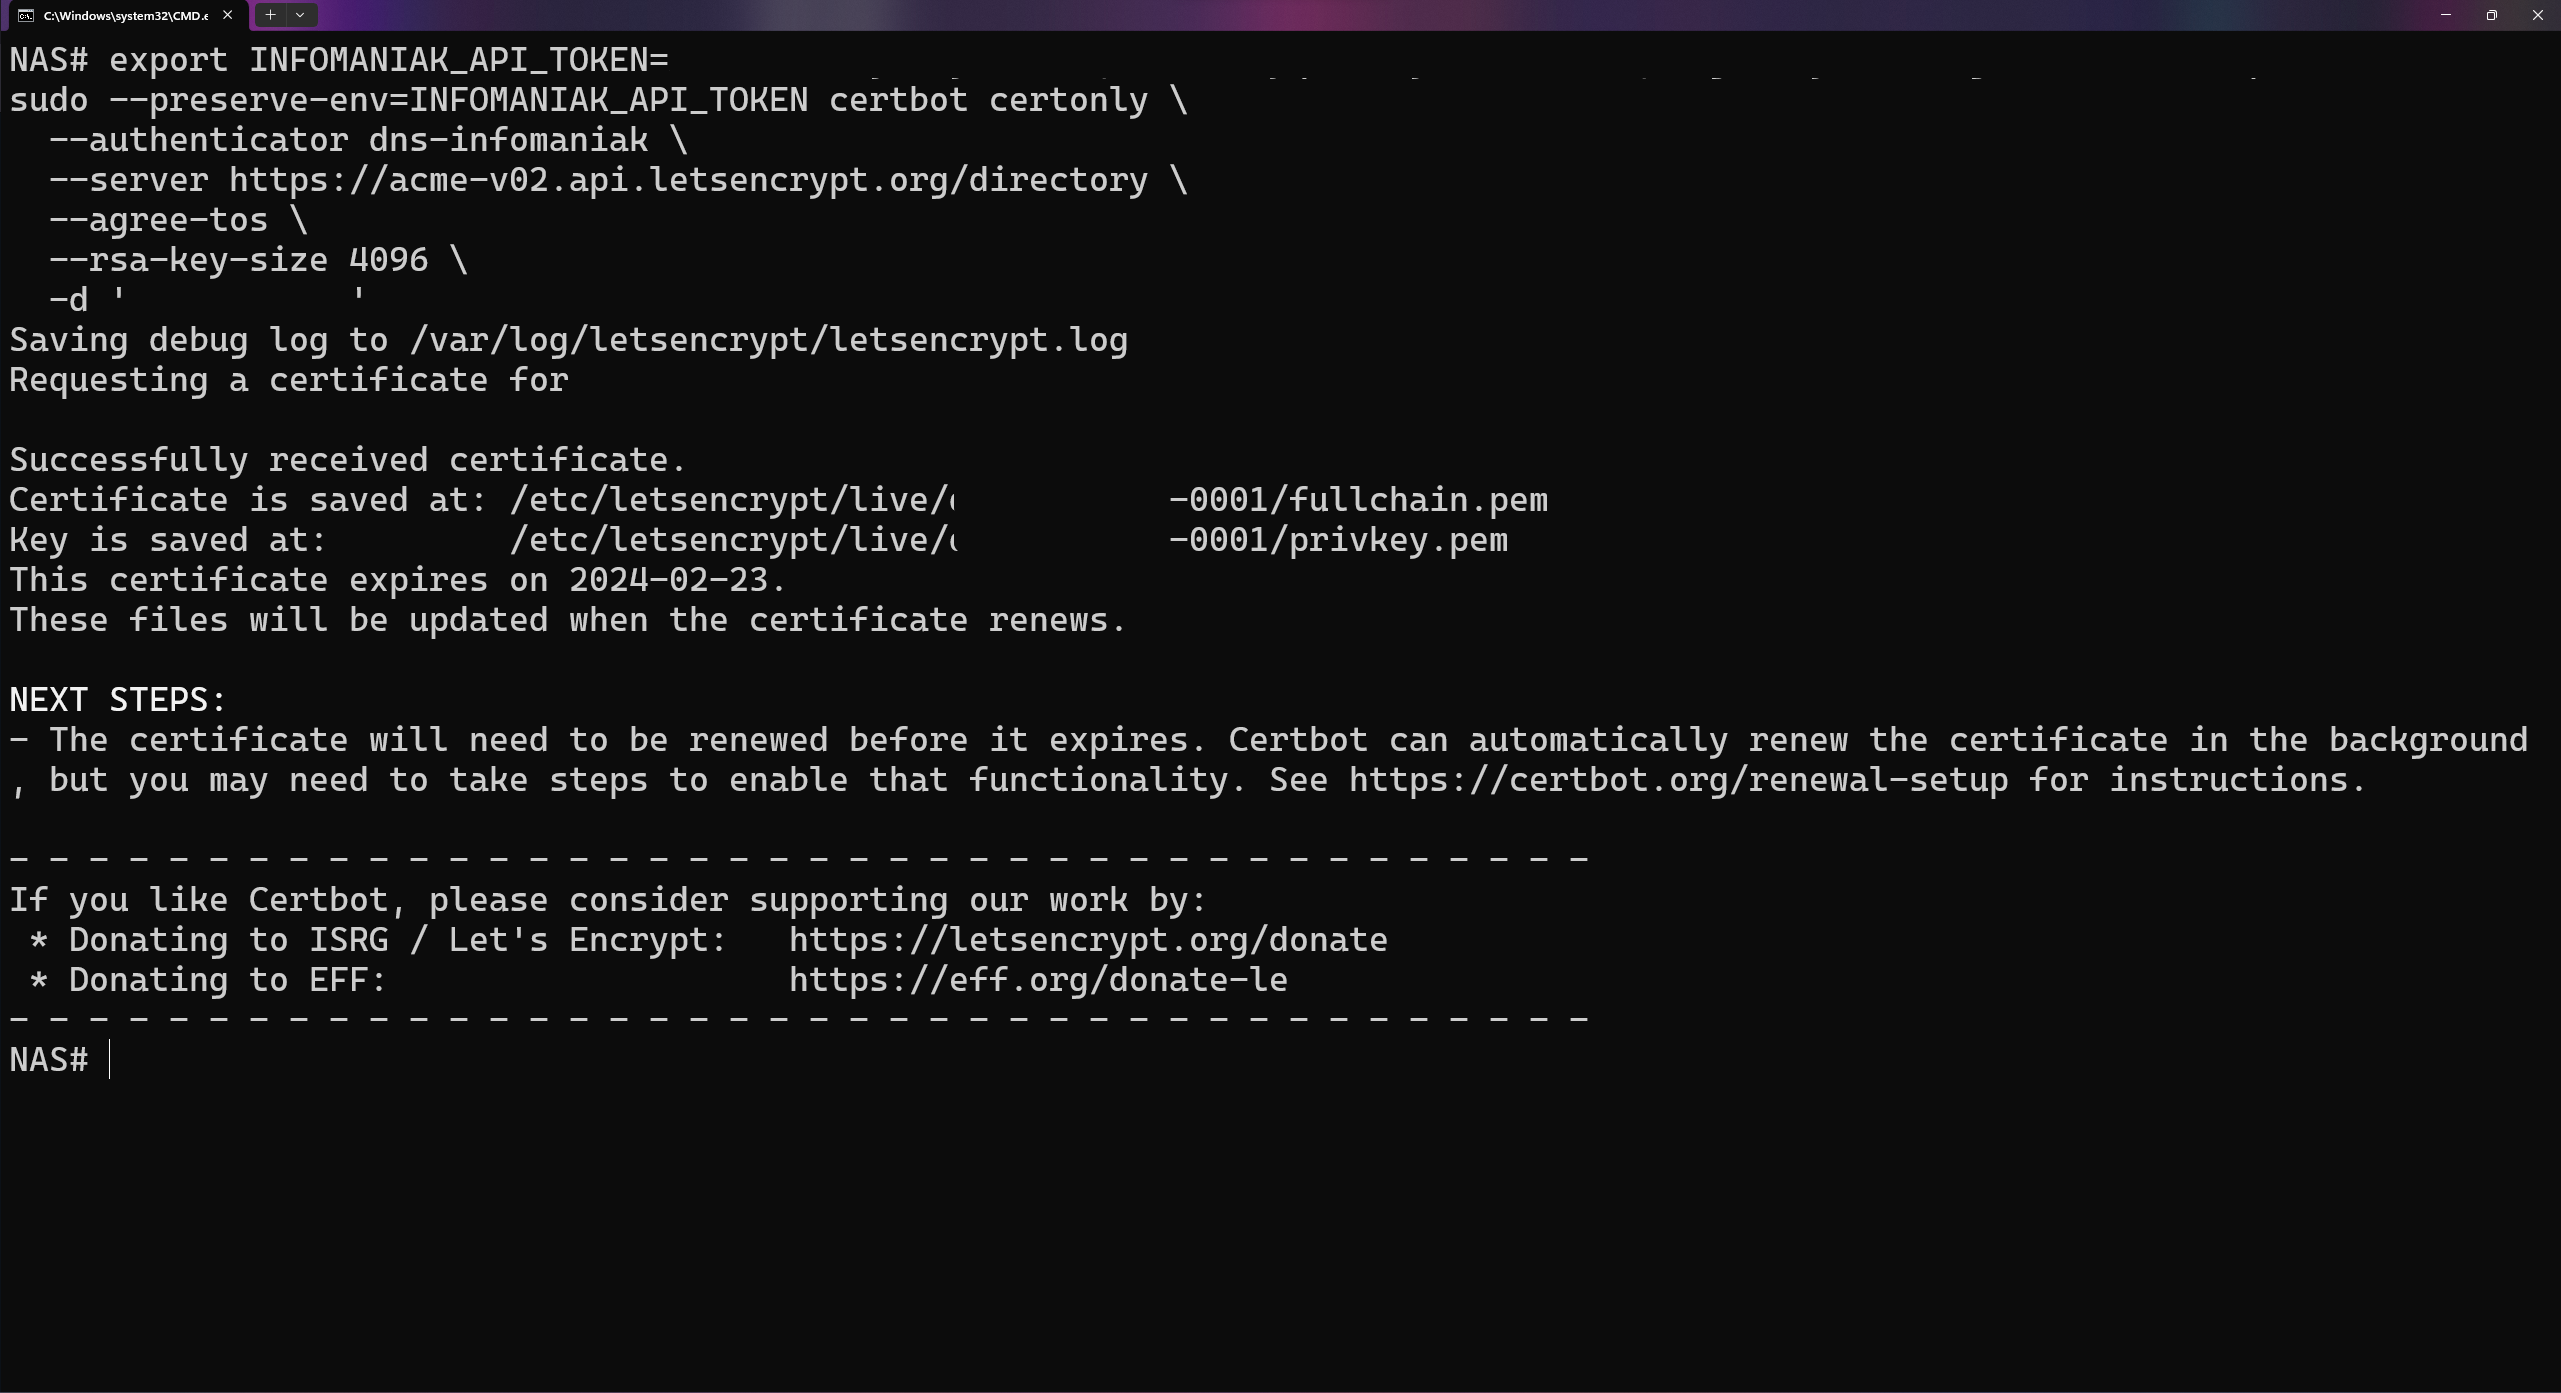 C:\Windows\system32\CMD.e
NAS# export INFOMANIAK_API_TOKEN=
sudo --preserve-env=INFOMANIAK_API_TOKEN certbot certonly \
--authenticator dns-infomaniak \
--server https://acme-v02.api.letsencrypt.org/directory \
--agree-tos \
--rsa-key-size 4096 \
-d '           '
Saving debug log to /var/log/letsencrypt/letsencrypt.log
Requesting a certificate for
Successfully received certificate.
Certificate is saved at: /etc/letsencrypt/live/          -0001/fullchain.pem
Key is saved at:         /etc/letsencrypt/live/          -0001/privkey.pem
This certificate expires on 2024-02-23.
These files will be updated when the certificate renews.
NEXT STEPS:
- The certificate will need to be renewed before it expires. Certbot can automatically renew the certificate in the background
, but you may need to take steps to enable that functionality. See https://certbot.org/renewal-setup for instructions.
- - - - - - - - - - - - - - - - - - - - - - - - - - - - - - - - - - - - - - - -
If you like Certbot, please consider supporting our work by:
* Donating to ISRG / Let's Encrypt:   https://letsencrypt.org/donate
* Donating to EFF:                    https://eff.org/donate-le
- - - - - - - - - - - - - - - - - - - - - - - - - - - - - - - - - - - - - - - -
NAS#